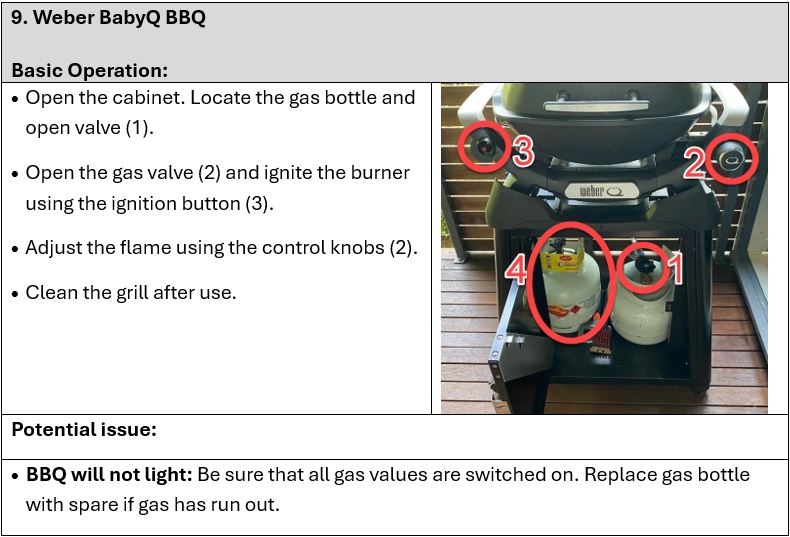 9. Weber BabyQ BBQ
Basic Operation:
• Open the cabinet. Locate the gas bottle and
open valve (1).
• Open the gas valve (2) and ignite the burner
using the ignition button (3).
• Adjust the flame using the control knobs (2).
• Clean the grill after use.
3
2
weber Q
4
1
Potential issue:
• BBQ will not light: Be sure that all gas values are switched on. Replace gas bottle
with spare if gas has run out.